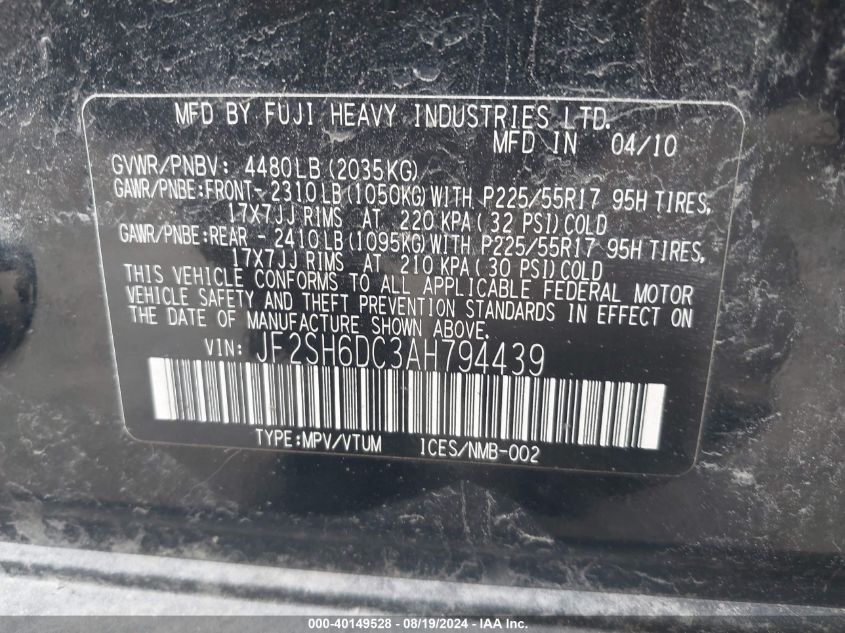 MFD BY FUJI HEAVY INDUSTRIES LTD.
MFD IN 04/10
GVWR/PNBV: 4480LB (2035KG)
GAWR/PNBE:FRONT- 2310LB(1050KG)WITH P225/55R17 95H TIRES,
17X7JJ RIMS AT 220 KPA( 32 PSI)COLD
GAWR/PNBE:REAR - 2410LB(1095KG)WITH P225/55R17 95H TIRES,
17X7JJ RIMS AT 210 KPA( 30 PSI)COLD
THIS VEHICLE CONFORMS TO ALL APPLICABLE FEDERAL MOTOR
VEHICLE SAFETY AND THEFT PREVENTION STANDARDS IN EFFECT ON
THE DATE OF MANUFACTURE SHOWN ABOVE.
VIN: JF2SH6DC3AH794439
TYPE:MPV/VTUM ICES/NMB-002
000-40149528 - 08/19/2024 - IAA Inc.